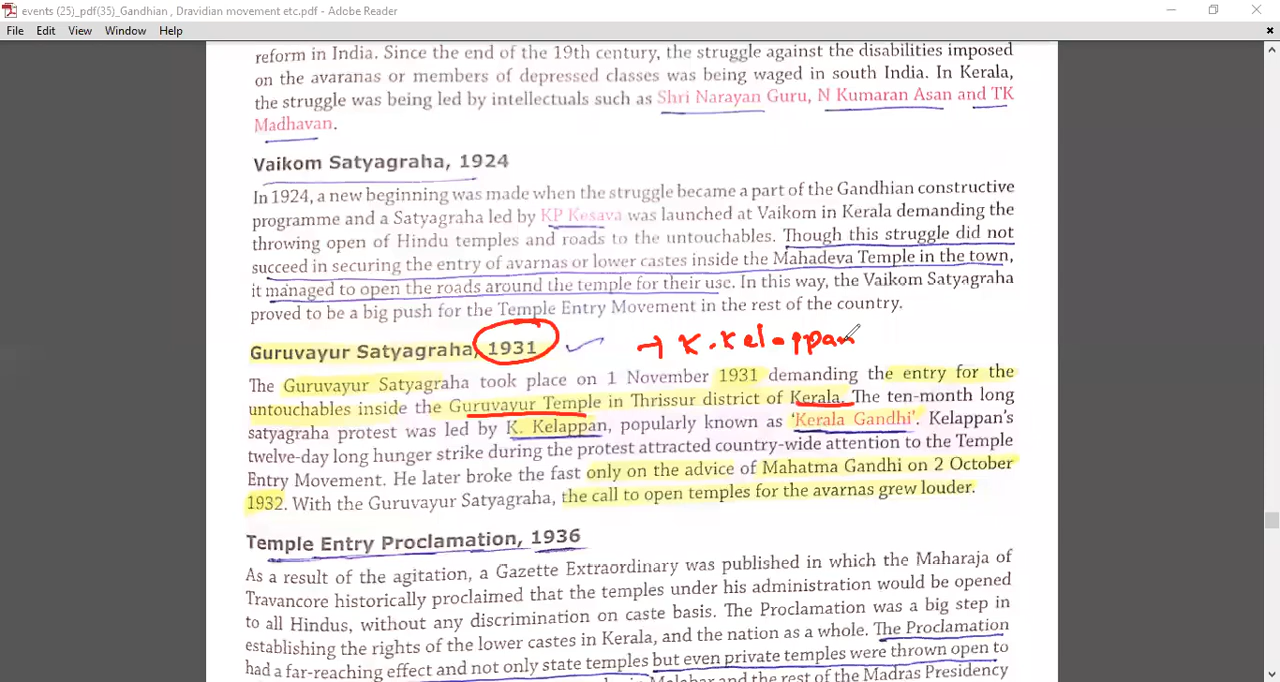 events (25)_pdf(35)_Gandhian , Dravidian movement etc.pdf - Adobe Reader
File Edit View Window Help
reform in India. Since the end of the 19th century, the struggle against the disabilities imposed
on the avaranas or members of depressed classes was being waged in south India. In Kerala,
the struggle was being led by intellectuals such as Shri Narayan Guru, N Kumaran Asan and TK
Madhavan.
Vaikom Satyagraha, 1924
In 1924, a new beginning was made when the struggle became a part of the Gandhian constructive
programme and a Satyagraha led by KP Kesava was launched at Vaikom in Kerala demanding the
throwing open of Hindu temples and roads to the untouchables. Though this struggle did not
succeed in securing the entry of avarnas or lower castes inside the Mahadeva Temple in the town,
it managed to open the roads around the temple for their use. In this way, the Vaikom Satyagraha
proved to be a big push for the Temple Entry Movement in the rest of the country.
Guruvayur Satyagraha, 1931 → K.Kelappan
The Guruvayur Satyagraha took place on 1 November 1931 demanding the entry for the
untouchables inside the Guruvayur Temple in Thrissur district of Kerala. The ten-month long
satyagraha protest was led by K. Kelappan, popularly known as 'Kerala Gandhi'. Kelappan's
twelve-day long hunger strike during the protest attracted country-wide attention to the Temple
Entry Movement. He later broke the fast only on the advice of Mahatma Gandhi on 2 October
1932. With the Guruvayur Satyagraha, the call to open temples for the avarnas grew louder.
Temple Entry Proclamation, 1936
As a result of the agitation, a Gazette Extraordinary was published in which the Maharaja of
Travancore historically proclaimed that the temples under his administration would be opened
to all Hindus, without any discrimination on caste basis. The Proclamation was a big step in
establishing the rights of the lower castes in Kerala, and the nation as a whole. The Proclamation
had a far-reaching effect and not only state temples but even private temples were thrown open to
Malabar and the rest of the Madras Presidency